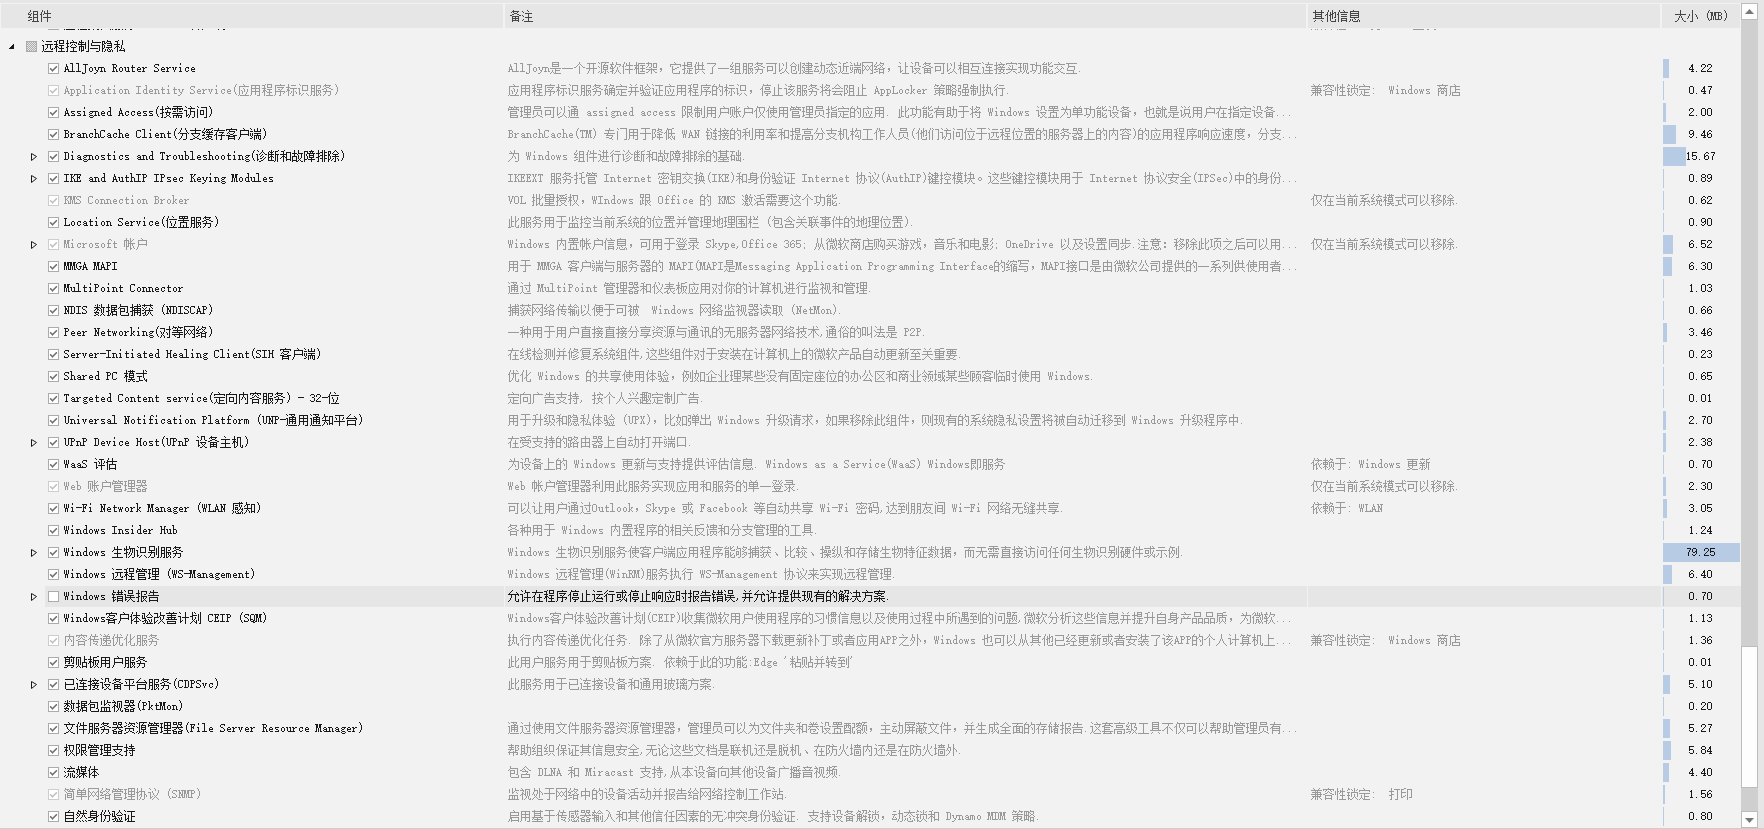 组件 备注 其他信息 大小 (MB)
远程控制与隐私
AllJoyn Router Service AllJoyn是一个开源软件框架，它提供了一组服务可以创建动态近端网络，让设备可以相互连接实现功能交互. 4.22
Application Identity Service(应用程序标识服务) 应用程序标识服务确定并验证应用程序的标识，停止该服务将会阻止 AppLocker 策略强制执行. 兼容性锁定: Windows 商店 0.47
Assigned Access(按需访问) 管理员可以通 assigned access 限制用户账户仅使用管理员指定的应用. 此功能有助于将 Windows 设置为单功能设备，也就是说用户在指定设备... 2.00
BranchCache Client(分支缓存客户端) BranchCache(TM) 专门用于降低 WAN 链接的利用率和提高分支机构工作人员(他们访问位于远程位置的服务器上的内容)的应用程序响应速度，分支... 9.46
Diagnostics and Troubleshooting(诊断和故障排除) 为 Windows 组件进行诊断和故障排除的基础. 15.67
IKE and AuthIP IPsec Keying Modules IKEEXT 服务托管 Internet 密钥交换(IKE)和身份验证 Internet 协议(AuthIP)键控模块。这些键控模块用于 Internet 协议安全(IPSec)中的身份... 0.89
KMS Connection Broker VOL 批量授权，WIndows 跟 Office 的 KMS 激活需要这个功能. 仅在当前系统模式可以移除. 0.62
Location Service(位置服务) 此服务用于监控当前系统的位置并管理地理围栏 (包含关联事件的地理位置). 0.90
Microsoft 帐户 Windows 内置帐户信息，可用于登录 Skype,Office 365; 从微软商店购买游戏，音乐和电影; OneDrive 以及设置同步.注意: 移除此项之后可以用... 仅在当前系统模式可以移除. 6.52
MMGA MAPI 用于 MMGA 客户端与服务器的 MAPI(MAPI是Messaging Application Programming Interface的缩写，MAPI接口是由微软公司提供的一系列供使用者... 6.30
MultiPoint Connector 通过 MultiPoint 管理器和仪表板应用对你的计算机进行监视和管理. 1.03
NDIS 数据包捕获 (NDISCAP) 捕获网络传输以便于可被 Windows 网络监视器读取 (NetMon). 0.66
Peer Networking(对等网络) 一种用于用户直接直接分享资源与通讯的无服务器网络技术,通俗的叫法是 P2P. 3.46
Server-Initiated Healing Client(SIH 客户端) 在线检测并修复系统组件,这些组件对于安装在计算机上的微软产品自动更新至关重要. 0.23
Shared PC 模式 优化 Windows 的共享使用体验，例如企业理某些没有固定座位的办公区和商业领域某些顾客临时使用 Windows. 0.65
Targeted Content service(定向内容服务) - 32-位 定向广告支持, 按个人兴趣定制广告. 0.01
Universal Notification Platform (UNP-通用通知平台) 用于升级和隐私体验 (UPX)，比如弹出 Windows 升级请求，如果移除此组件，则现有的系统隐私设置将被自动迁移到 Windows 升级程序中. 2.70
UPnP Device Host(UPnP 设备主机) 在受支持的路由器上自动打开端口. 2.38
WaaS 评估 为设备上的 Windows 更新与支持提供评估信息. Windows as a Service(WaaS) Windows即服务 依赖于: Windows 更新 0.70
Web 账户管理器 Web 帐户管理器利用此服务实现应用和服务的单一登录. 仅在当前系统模式可以移除. 2.30
Wi-Fi Network Manager (WLAN 感知) 可以让用户通过Outlook，Skype 或 Facebook 等自动共享 Wi-Fi 密码,达到朋友间 Wi-Fi 网络无缝共享. 依赖于: WLAN 3.05
Windows Insider Hub 各种用于 Windows 内置程序的相关反馈和分支管理的工具. 1.24
Windows 生物识别服务 Windows 生物识别服务使客户端应用程序能够捕获、比较、操纵和存储生物特征数据，而无需直接访问任何生物识别硬件或示例. 79.25
Windows 远程管理 (WS-Management) Windows 远程管理(WinRM)服务执行 WS-Management 协议来实现远程管理. 6.40
Windows 错误报告 允许在程序停止运行或停止响应时报告错误,并允许提供现有的解决方案. 0.70
Windows客户体验改善计划 CEIP (SQM) Windows客户体验改善计划(CEIP)收集微软用户使用程序的习惯信息以及使用过程中所遇到的问题,微软分析这些信息并提升自身产品品质，为微软... 1.13
内容传递优化服务 执行内容传递优化任务. 除了从微软官方服务器下载更新补丁或者应用APP之外，Windows 也可以从其他已经更新或者安装了该APP的个人计算机上... 兼容性锁定: Windows 商店 1.36
剪贴板用户服务 此用户服务用于剪贴板方案. 依赖于此的功能:Edge '粘贴并转到' 0.01
已连接设备平台服务(CDPSvc) 此服务用于已连接设备和通用玻璃方案. 5.10
数据包监视器(PktMon) 0.20
文件服务器资源管理器(File Server Resource Manager) 通过使用文件服务器资源管理器，管理员可以为文件夹和卷设置配额，主动屏蔽文件，并生成全面的存储报告.这套高级工具不仅可以帮助管理员有... 5.27
权限管理支持 帮助组织保证其信息安全,无论这些文档是联机还是脱机、在防火墙内还是在防火墙外. 5.84
流媒体 包含 DLNA 和 Miracast 支持,从本设备向其他设备广播音视频. 4.40
简单网络管理协议 (SNMP) 监视处于网络中的设备活动并报告给网络控制工作站. 兼容性锁定: 打印 1.56
自然身份验证 启用基于传感器输入和其他信任因素的无冲突身份验证. 支持设备解锁，动态锁和 Dynamo MDM 策略. 0.80